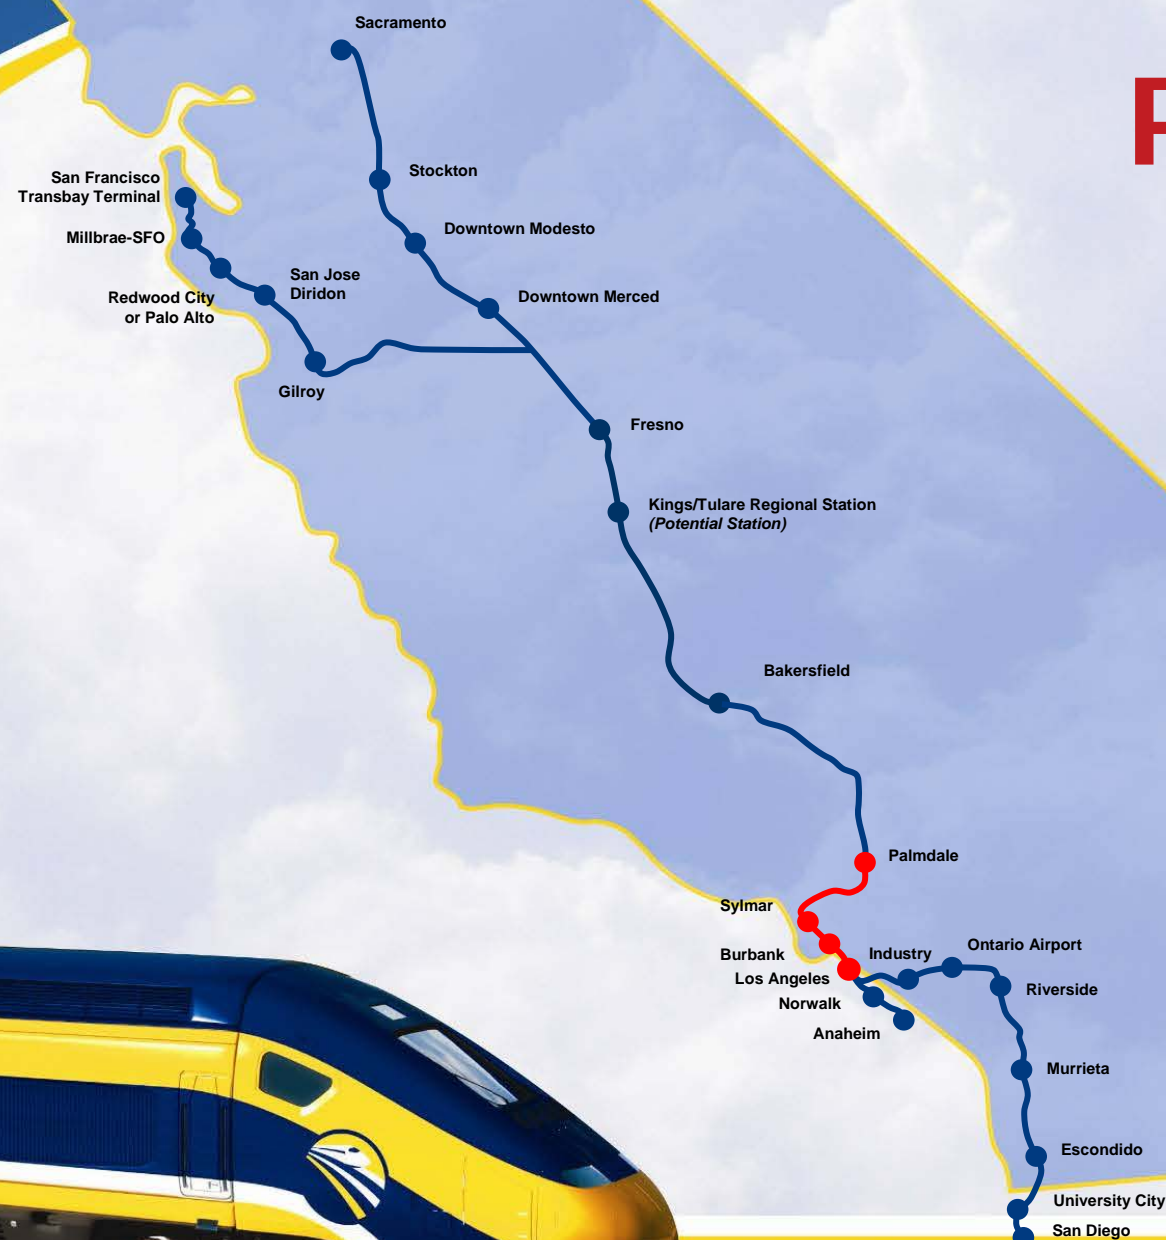 Sacramento
P
Stockton
San Francisco
Transbay Terminal
Downtown Modesto
Millbrae-SFO
San Jose
Diridon
Redwood City
or Palo Alto
Downtown Merced
Gilroy
Fresno
Kings/Tulare Regional Station
(Potential Station)
Bakersfield
Palmdale
Sylmar
Burbank
Industry
Ontario Airport
Los Angeles
Riverside
Norwalk
Anaheim
Murrieta
Escondido
University City
San Diego